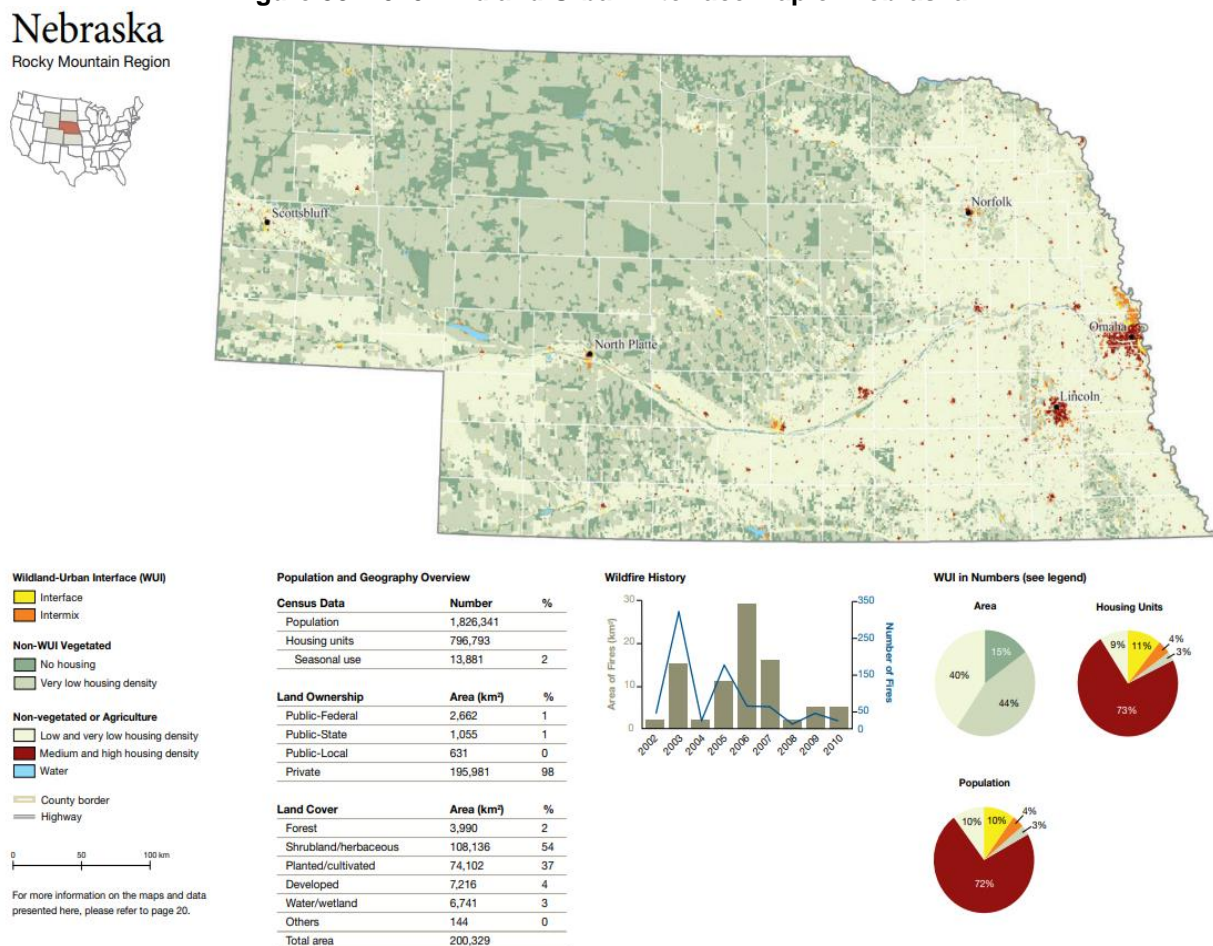 Nebraska
Rocky Mountain Region
Scottsbluff
Norfolk
North Platte
Omaha
Lincoln
Wildland-Urban Interface (WUI)
Interface
Intermix
Non-WUI Vegetated
No housing
Very low housing density
Non-vegetated or Agriculture
Low and very low housing density
Medium and high housing density
Water
County border
Highway
0 50 100 km
For more information on the maps and data
presented here, please refer to page 20.
Population and Geography Overview
Census Data Number %
Population 1,826,341
Housing units 796,793
Seasonal use 13,881 2
Land Ownership Area (km²) %
Public-Federal 2,662 1
Public-State 1,055 1
Public-Local 631 0
Private 195,981 98
Land Cover Area (km²) %
Forest 3,990 2
Shrubland/herbaceous 108,136 54
Planted/cultivated 74,102 37
Developed 7,216 4
Water/wetland 6,741 3
Others 144 0
Total area 200,329
Wildfire History
Area of Fires (km²)
30
20
10
0
350
250
150
50
0
Number of Fires
2002 2003 2004 2005 2006 2007 2008 2009 2010
WUI in Numbers (see legend)
Area
15%
40%
44%
Housing Units
9% 11% 4%
3%
73%
Population
10% 10% 4%
3%
72%